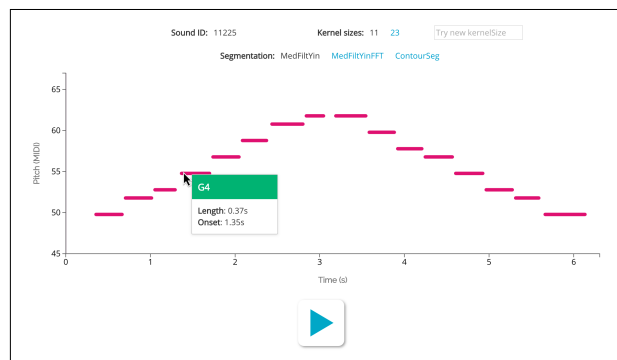 Sound ID: 11225 Kernel sizes: 11 23 Try new kernelSize
Segmentation: MedFiltYin MedFiltYinFFT ContourSeg
65
60
Pitch (MIDI)
55
G4
Length: 0.37s
50
Onset: 1.35s
45
0 1 2 3 4 5 6
Time (s)